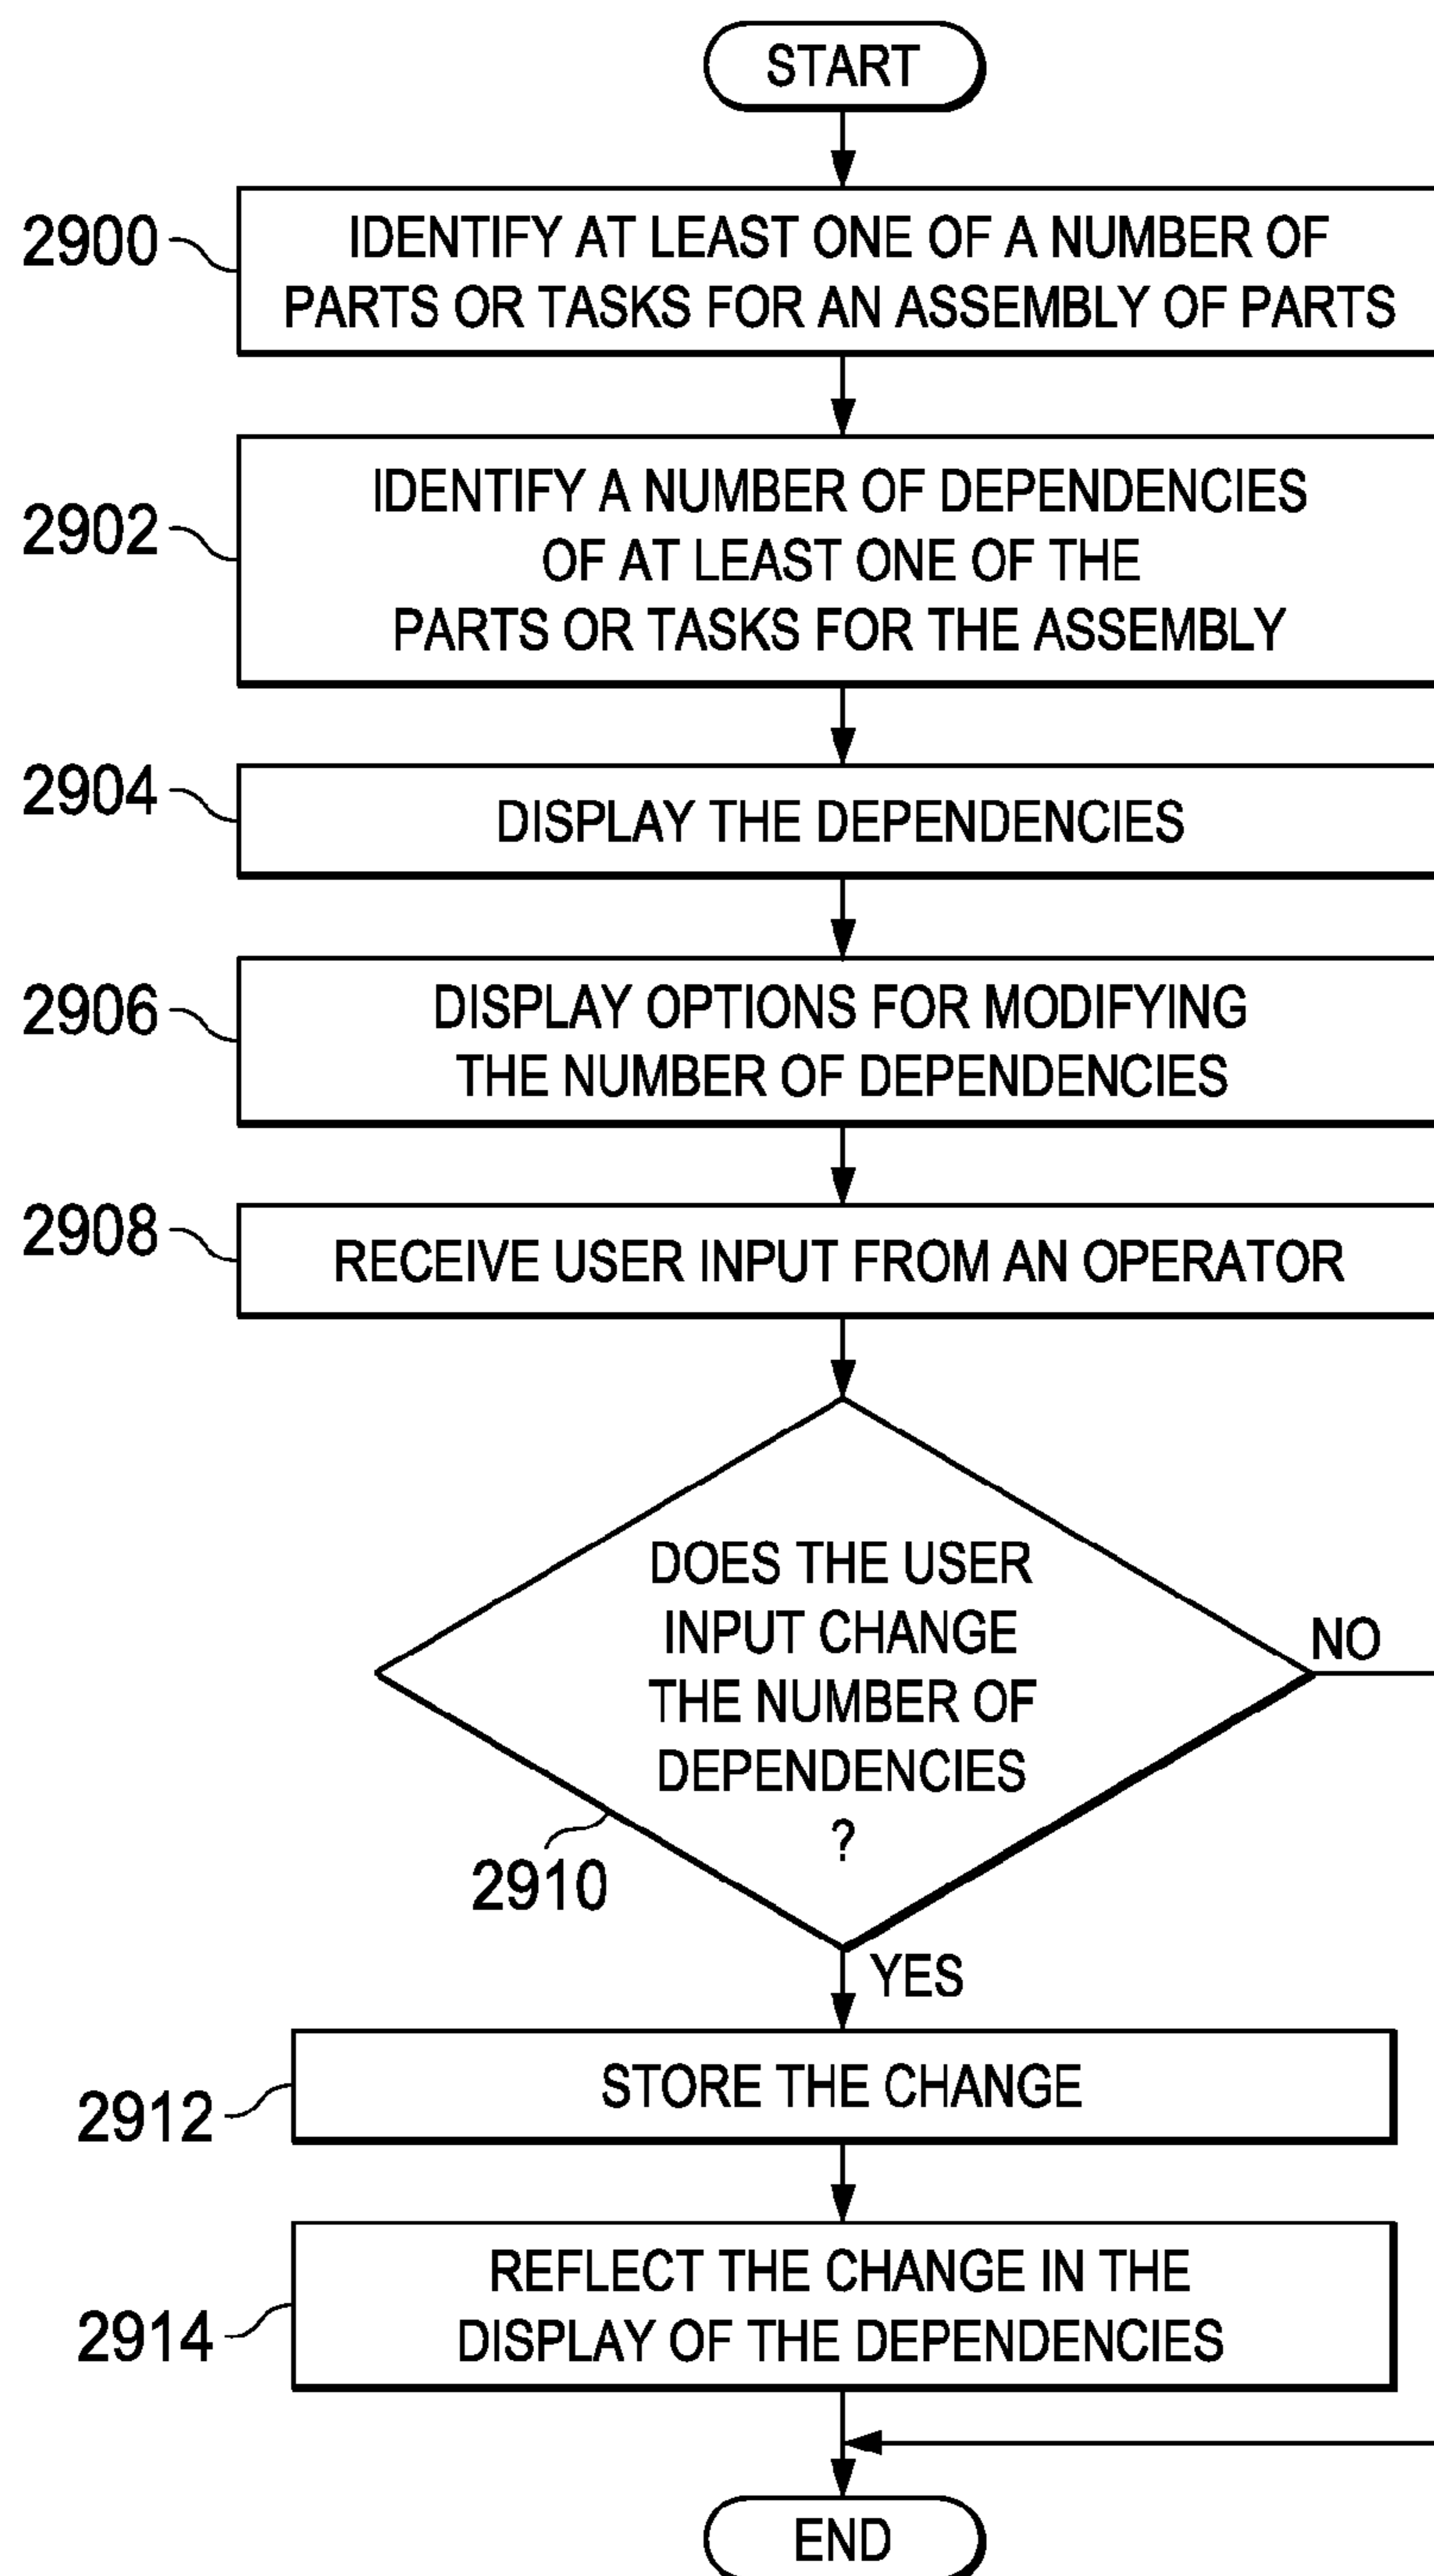 START
2900
IDENTIFY AT LEAST ONE OF A NUMBER OF
PARTS OR TASKS FOR AN ASSEMBLY OF PARTS
2902
IDENTIFY A NUMBER OF DEPENDENCIES
OF AT LEAST ONE OF THE
PARTS OR TASKS FOR THE ASSEMBLY
2904
DISPLAY THE DEPENDENCIES
2906
DISPLAY OPTIONS FOR MODIFYING
THE NUMBER OF DEPENDENCIES
2908
RECEIVE USER INPUT FROM AN OPERATOR
DOES THE USER
INPUT CHANGE
THE NUMBER OF
DEPENDENCIES
?
NO
2910
YES
2912
STORE THE CHANGE
2914
REFLECT THE CHANGE IN THE
DISPLAY OF THE DEPENDENCIES
END